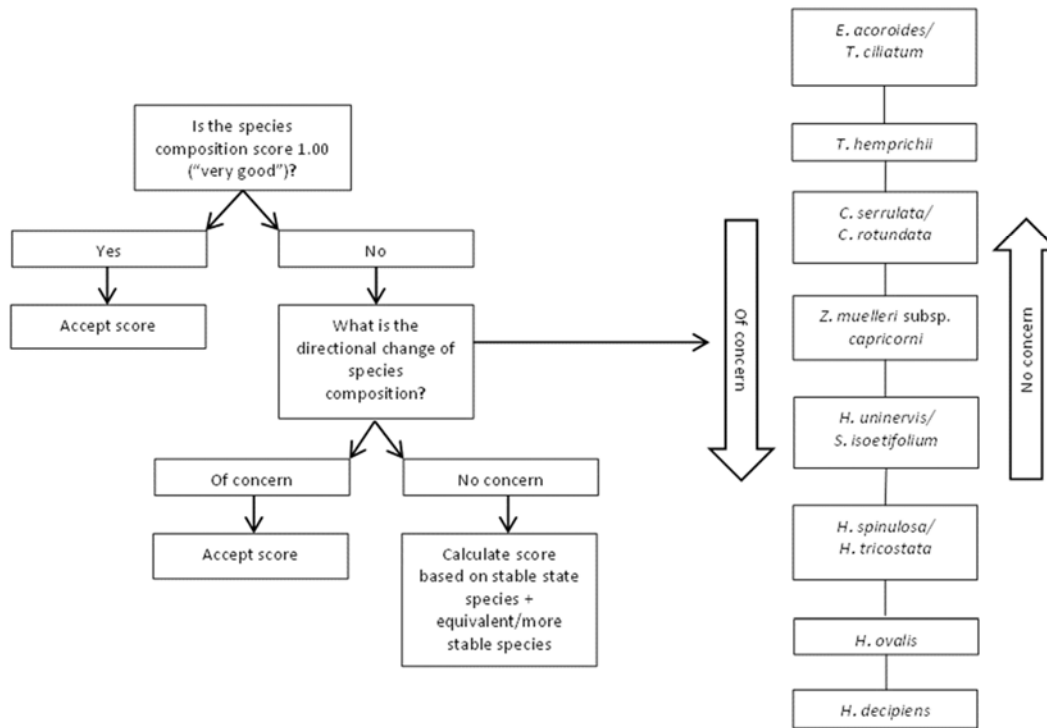 Is the species
composition score 1.00
("very good")?
Yes
No
Accept score
What is the
directional change of
species
composition?
Of concern
No concern
Accept score
Calculate score
based on stable state
species +
equivalent/more
stable species
Of concern
E. acoroides/
T. ciliatum
T. hemprichii
C. serrulata/
C. rotundata
Z. muelleri subsp.
capricorni
H. uninervis/
S. isoetifolium
H. spinulosa/
H. tricostata
H. ovalis
H. decipiens
No concern